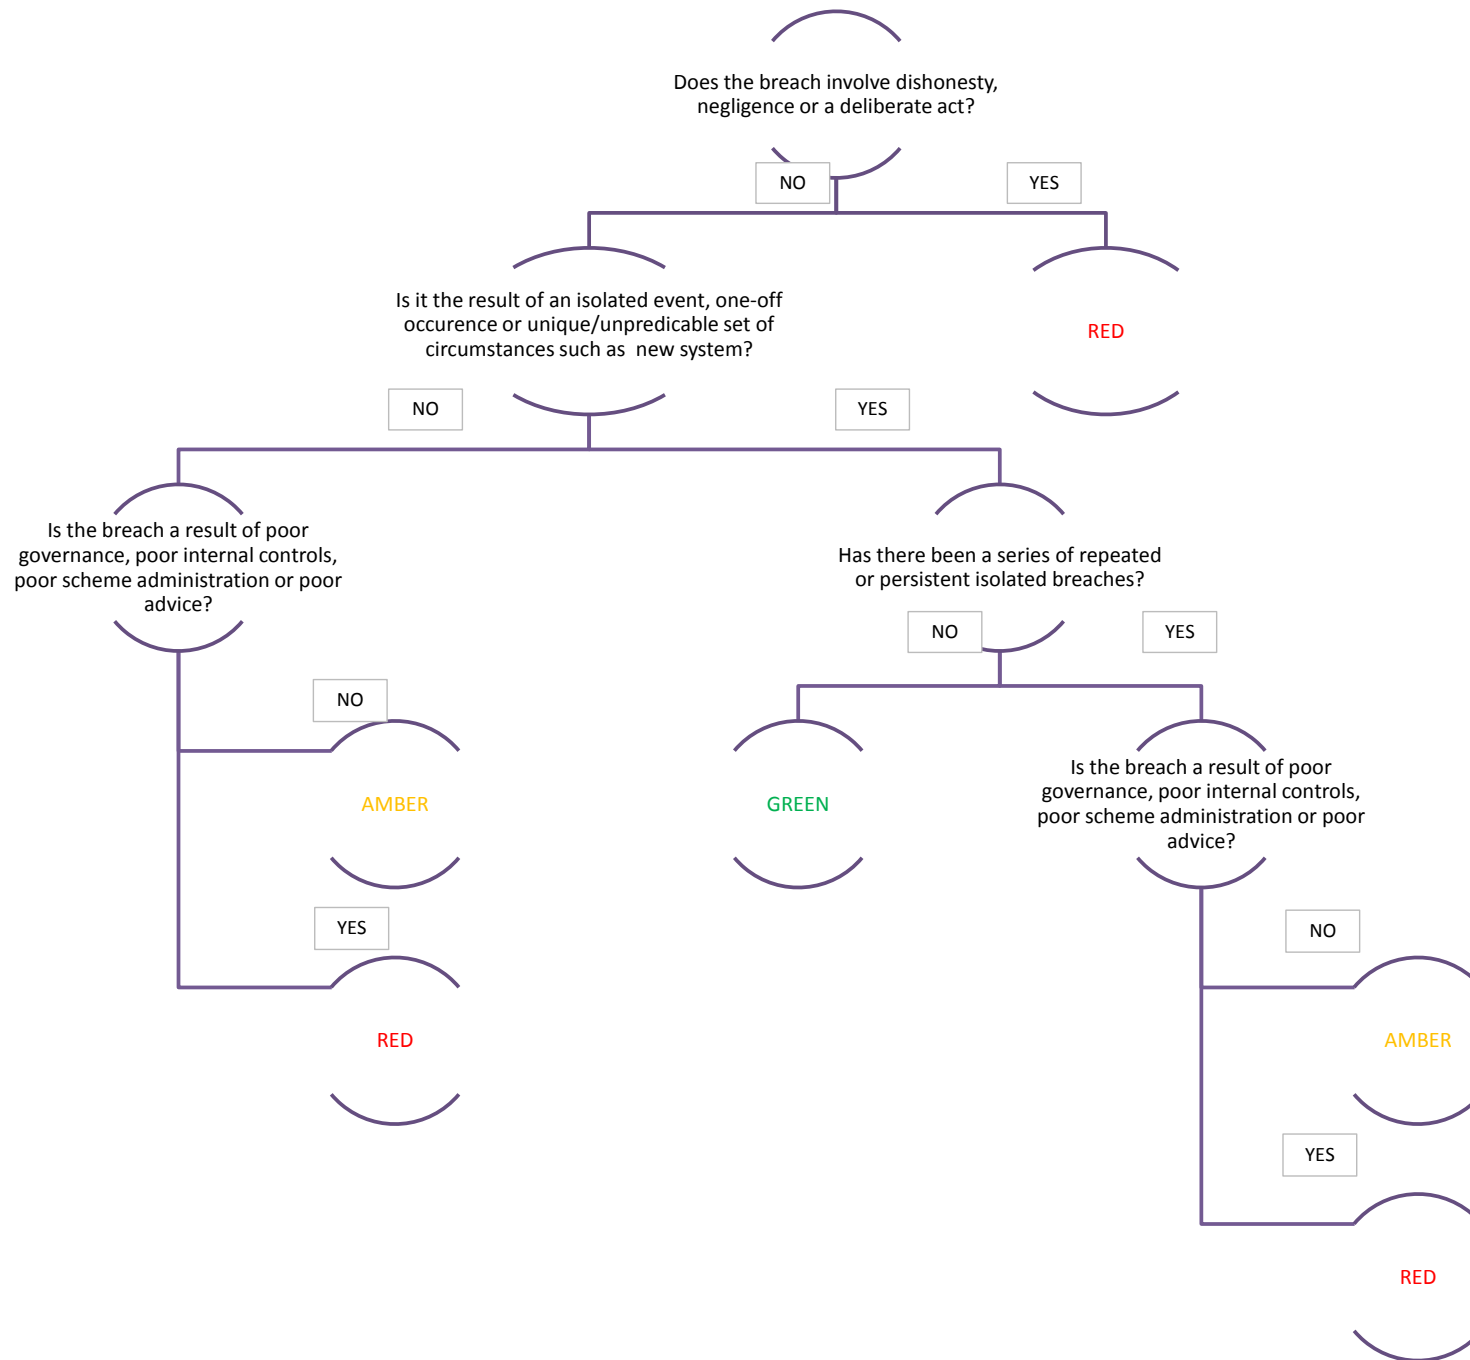 Does the breach involve dishonesty,
negligence or a deliberate act?
NO
YES
Is it the result of an isolated event, one-off
occurence or unique/unpredicable set of
circumstances such as  new system?
RED
NO
YES
Is the breach a result of poor
governance, poor internal controls,
poor scheme administration or poor
advice?
Has there been a series of repeated
or persistent isolated breaches?
NO
YES
NO
AMBER
GREEN
Is the breach a result of poor
governance, poor internal controls,
poor scheme administration or poor
advice?
YES
RED
NO
AMBER
YES
RED